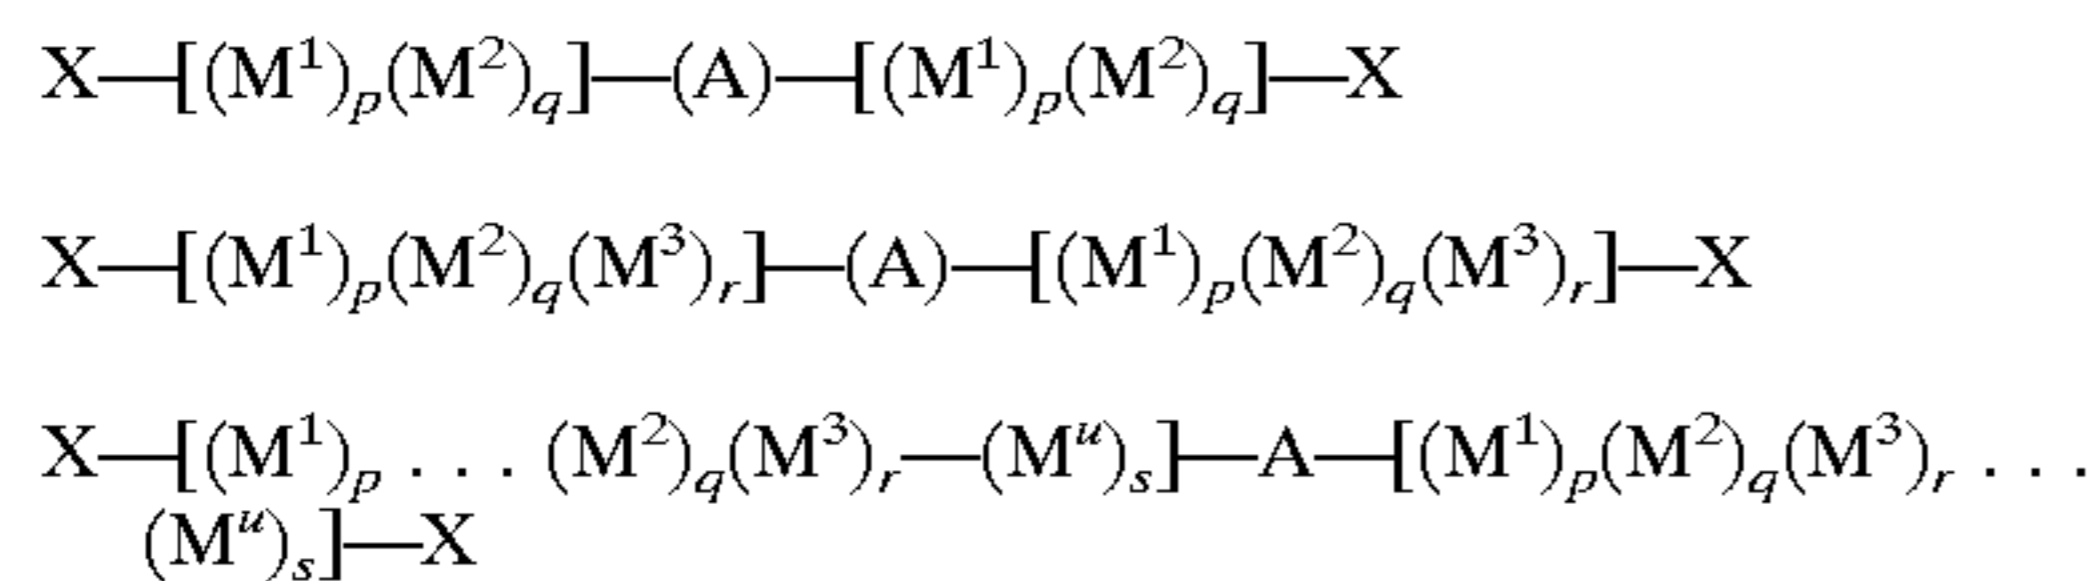 X—[(M¹)ₚ(M²)_q]—(A)—[(M¹)ₚ(M²)_q]—X
X—[(M¹)ₚ(M²)_q(M³)ᵣ]—(A)—[(M¹)ₚ(M²)_q(M³)ᵣ]—X
X—[(M¹)ₚ . . . (M²)_q(M³)ᵣ—(Mᵘ)ₛ]—A—[(M¹)ₚ(M²)_q(M³)ᵣ . . .
(Mᵘ)ₛ]—X